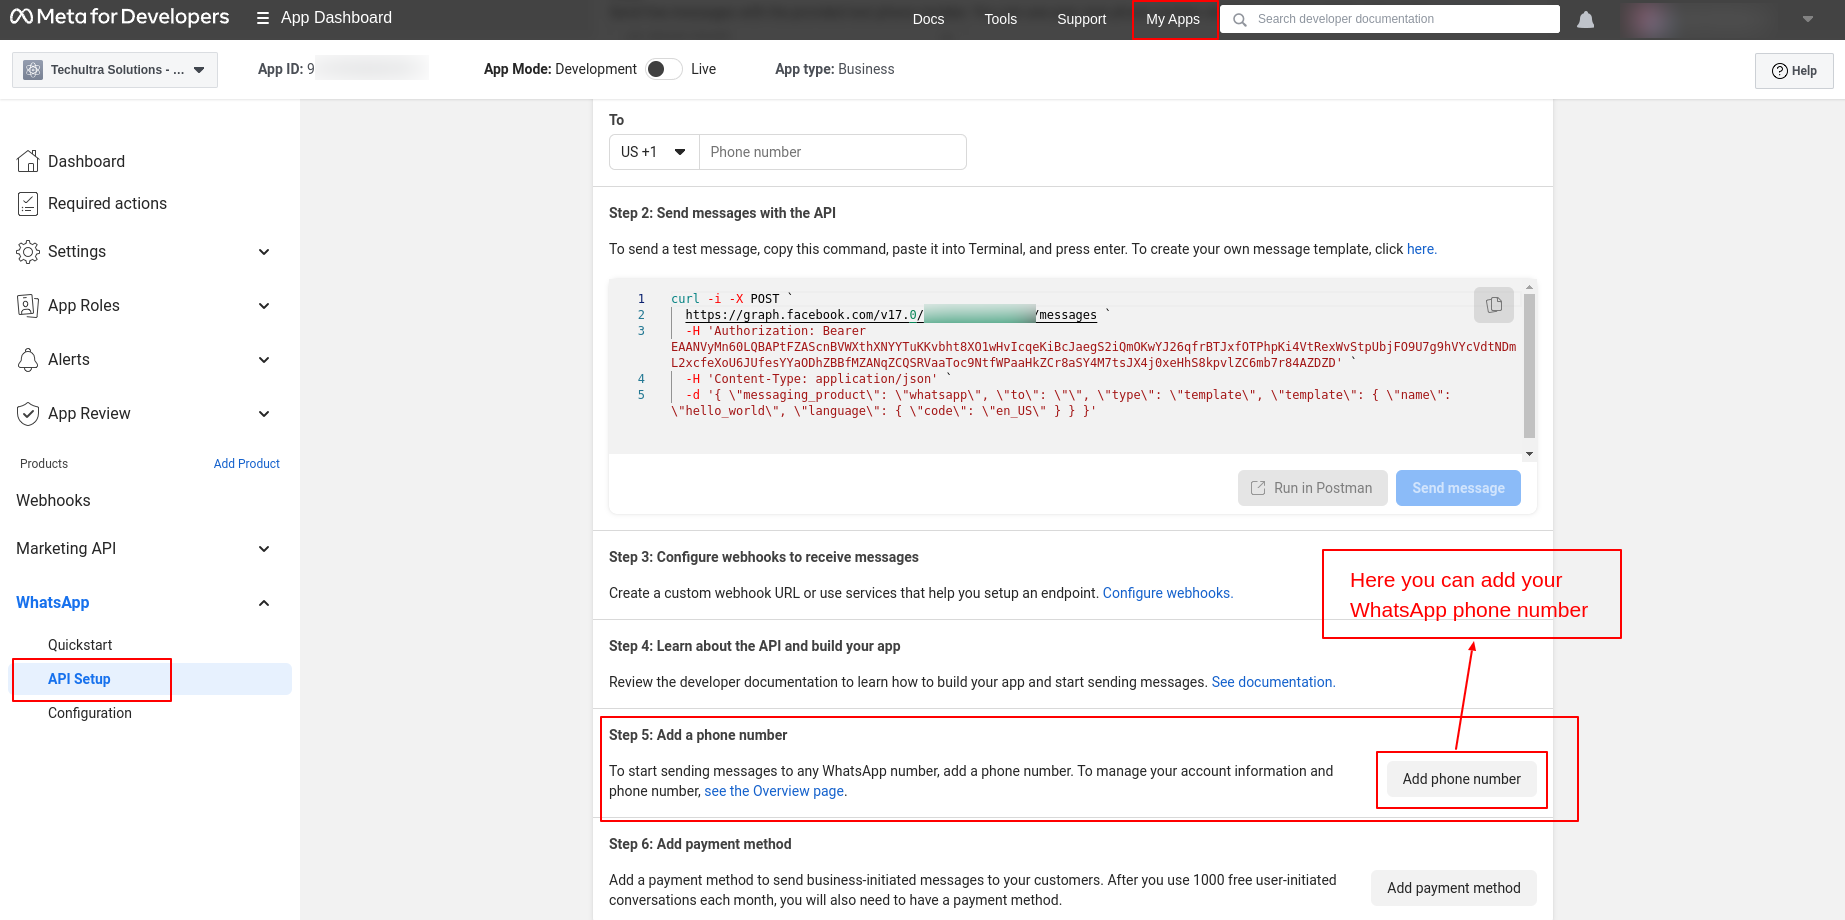 Meta for Developers
App Dashboard
Docs
Tools
Support
My Apps
Search developer documentation
Techultra Solutions - ...
App ID: 9
App Mode: Development
Live
App type: Business
Help
Dashboard
Required actions
Settings
App Roles
Alerts
App Review
Products
Add Product
Webhooks
Marketing API
WhatsApp
Quickstart
API Setup
Configuration
To
US +1
Phone number
Step 2: Send messages with the API
To send a test message, copy this command, paste it into Terminal, and press enter. To create your own message template, click here.
1 curl -i -X POST `
2 https://graph.facebook.com/v17.0/ /messages `
3 -H 'Authorization: Bearer
EAANVyMn60LQBAPtFZAScnBVWXthXNYYTuKKvbht8XO1wHvIcqeKiBcJaegS2iQmOKwYJ26qfrBTJxfOTPhpKi4VtRexWvStpUbjFO9U7g9hVYcVdtNDm
L2xcfeXoU6JUfesYYaODhZBBfMZANqZCQSRVaaToc9NtfWPaaHkZCr8aSY4M7tsJX4j0xeHhS8kpvlZC6mb7r84AZDZD' `
4 -H 'Content-Type: application/json' `
5 -d '{ \"messaging_product\": \"whatsapp\", \"to\": \"\", \"type\": \"template\", \"template\": { \"name\":
\"hello_world\", \"language\": { \"code\": \"en_US\" } } }'
Run in Postman
Send message
Step 3: Configure webhooks to receive messages
Create a custom webhook URL or use services that help you setup an endpoint. Configure webhooks.
Here you can add your
WhatsApp phone number
Step 4: Learn about the API and build your app
Review the developer documentation to learn how to build your app and start sending messages. See documentation.
Step 5: Add a phone number
To start sending messages to any WhatsApp number, add a phone number. To manage your account information and
phone number, see the Overview page.
Add phone number
Step 6: Add payment method
Add a payment method to send business-initiated messages to your customers. After you use 1000 free user-initiated
conversations each month, you will also need to have a payment method.
Add payment method